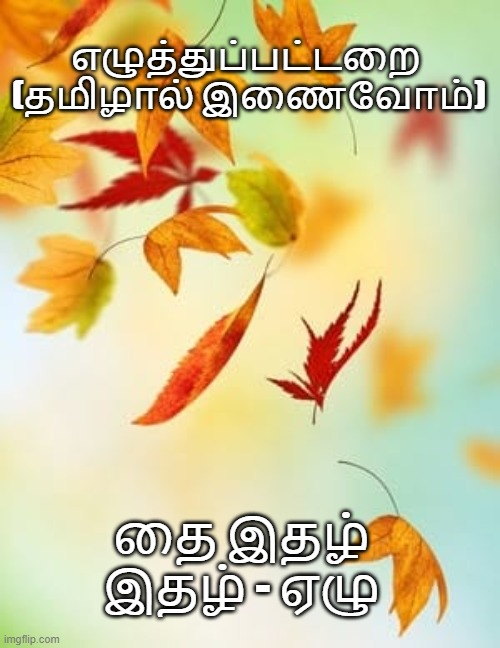 எழுத்துப்பட்டறை
(தமிழால் இணைவோம்)
தை இதழ்
இதழ் - ஏழு
imgflip.com